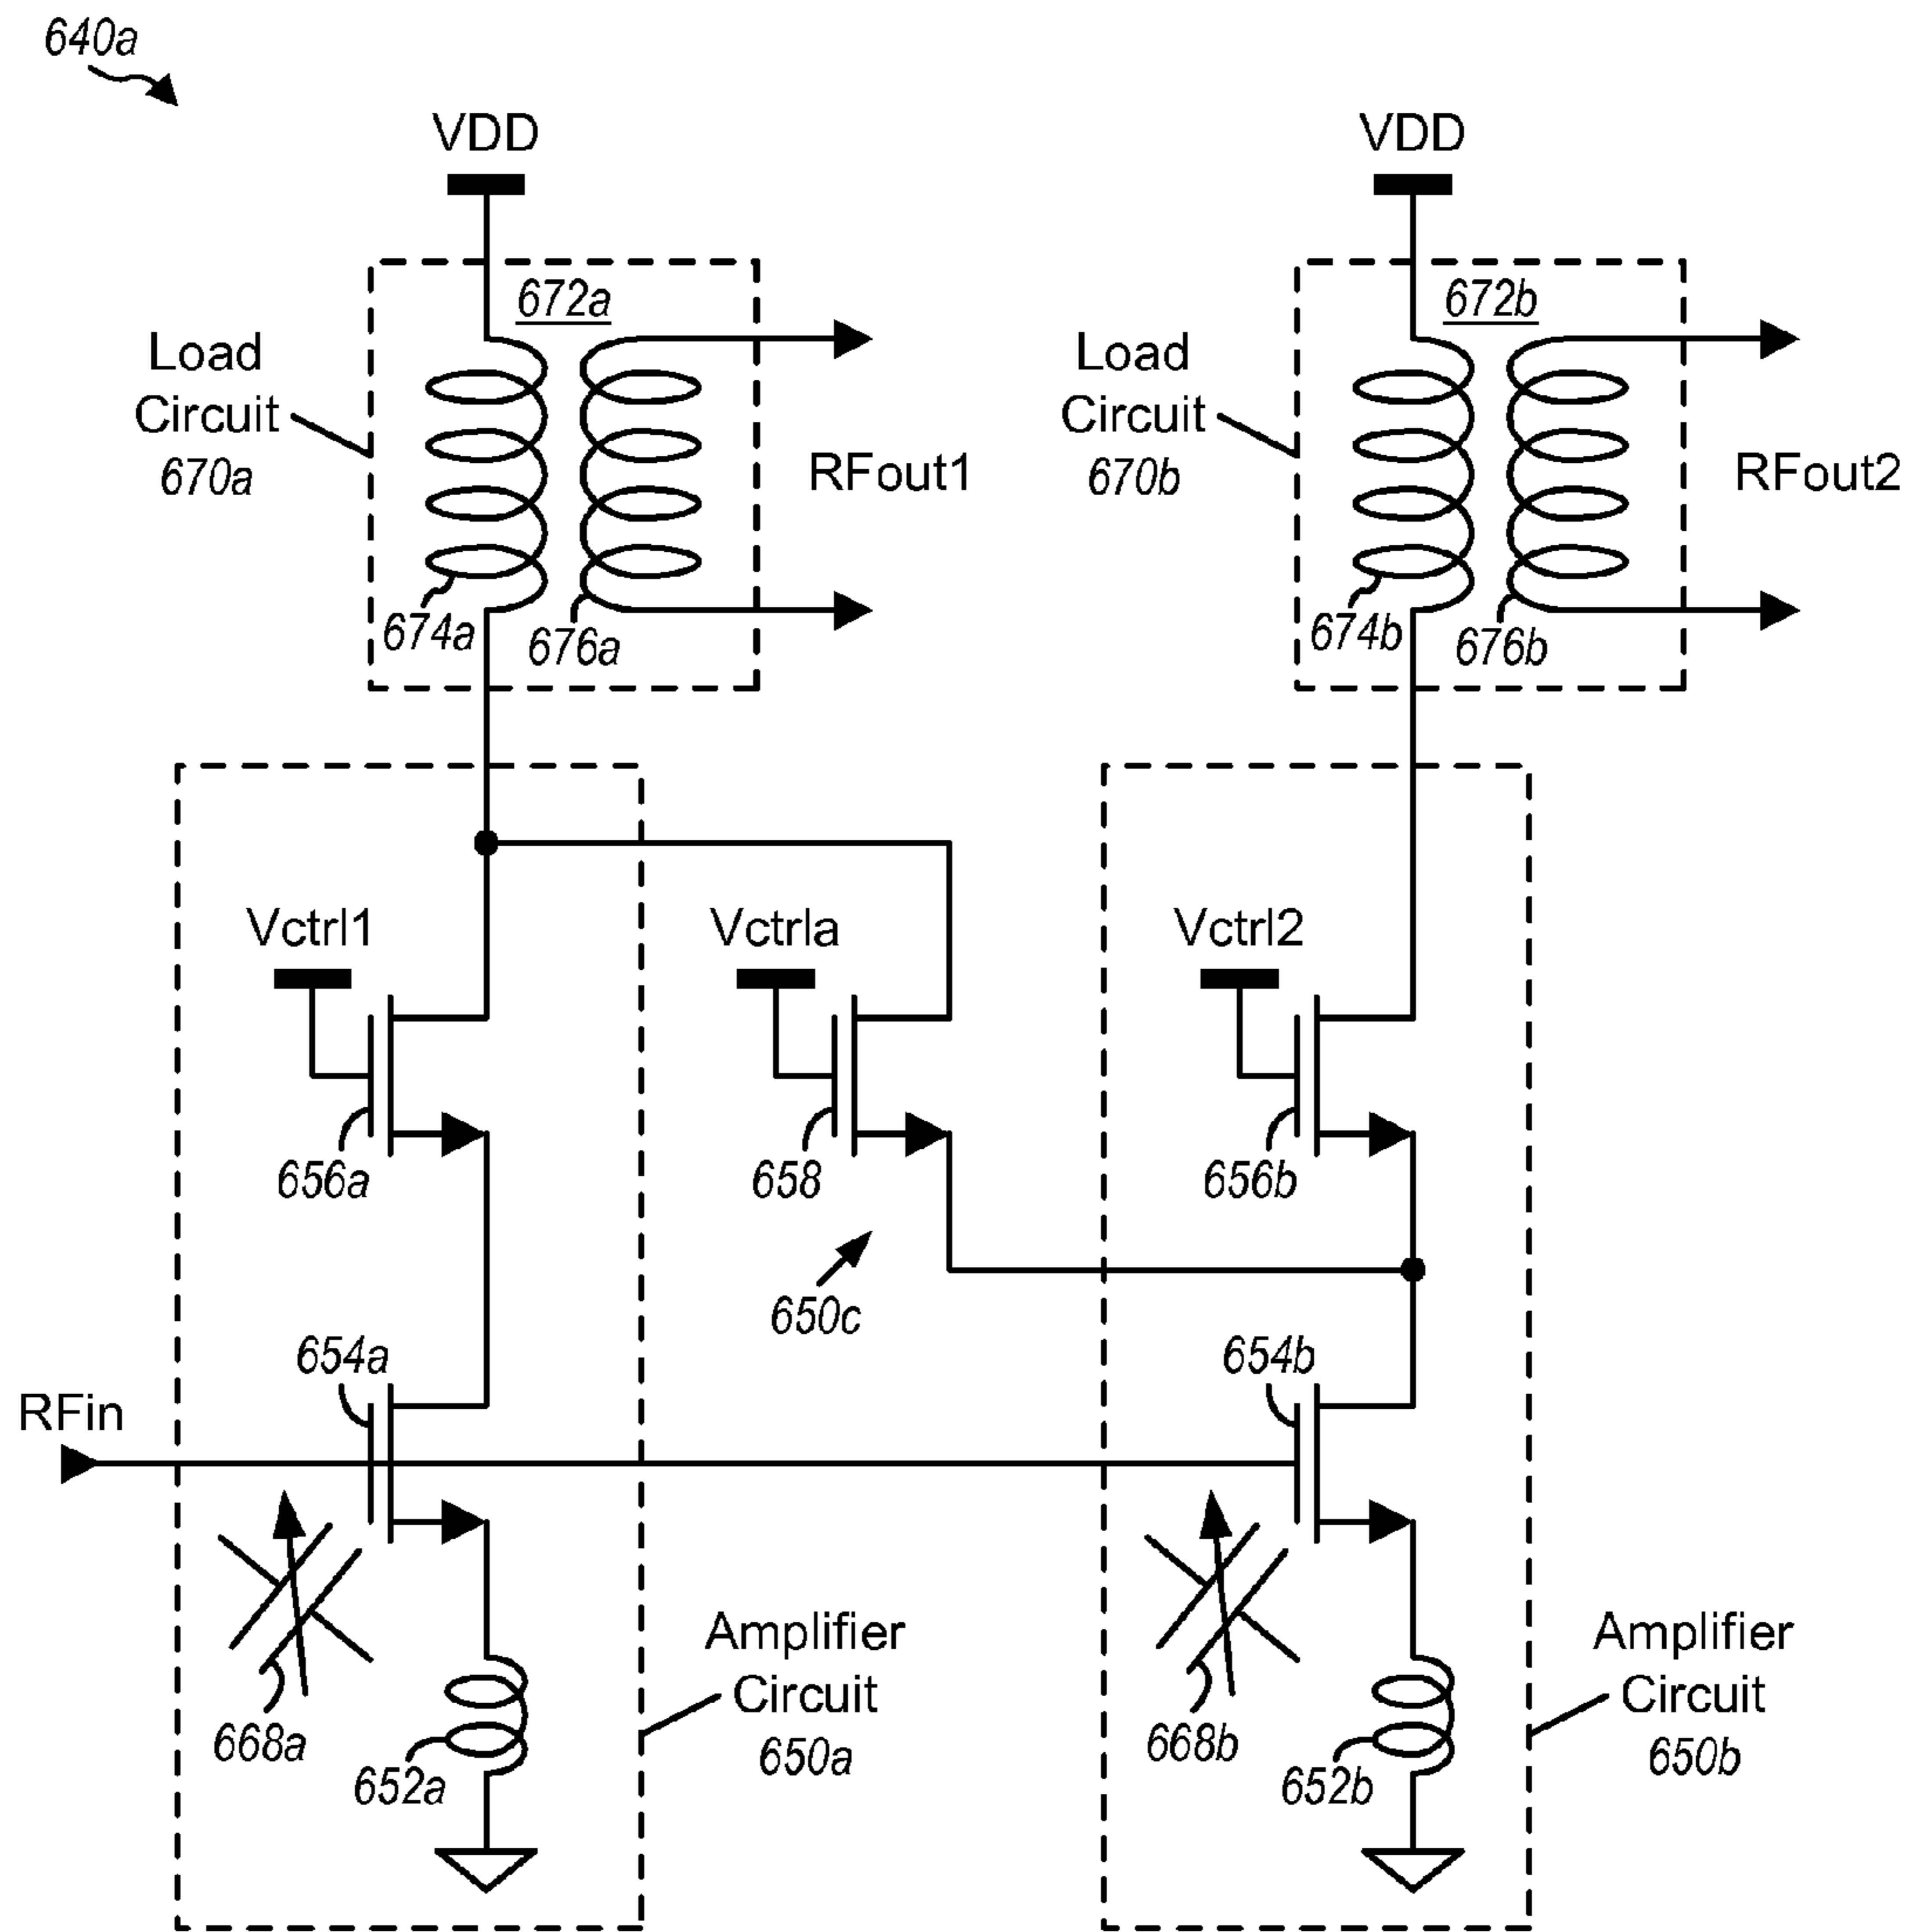 640a
VDD
VDD
672a
672b
Load
Circuit
670a
Load
Circuit
670b
RFout1
RFout2
674a
676a
674b
676b
Vctrl1
Vctrla
Vctrl2
656a
658
656b
650c
654a
654b
RFin
Amplifier
Circuit
650a
Amplifier
Circuit
650b
668a
652a
668b
652b